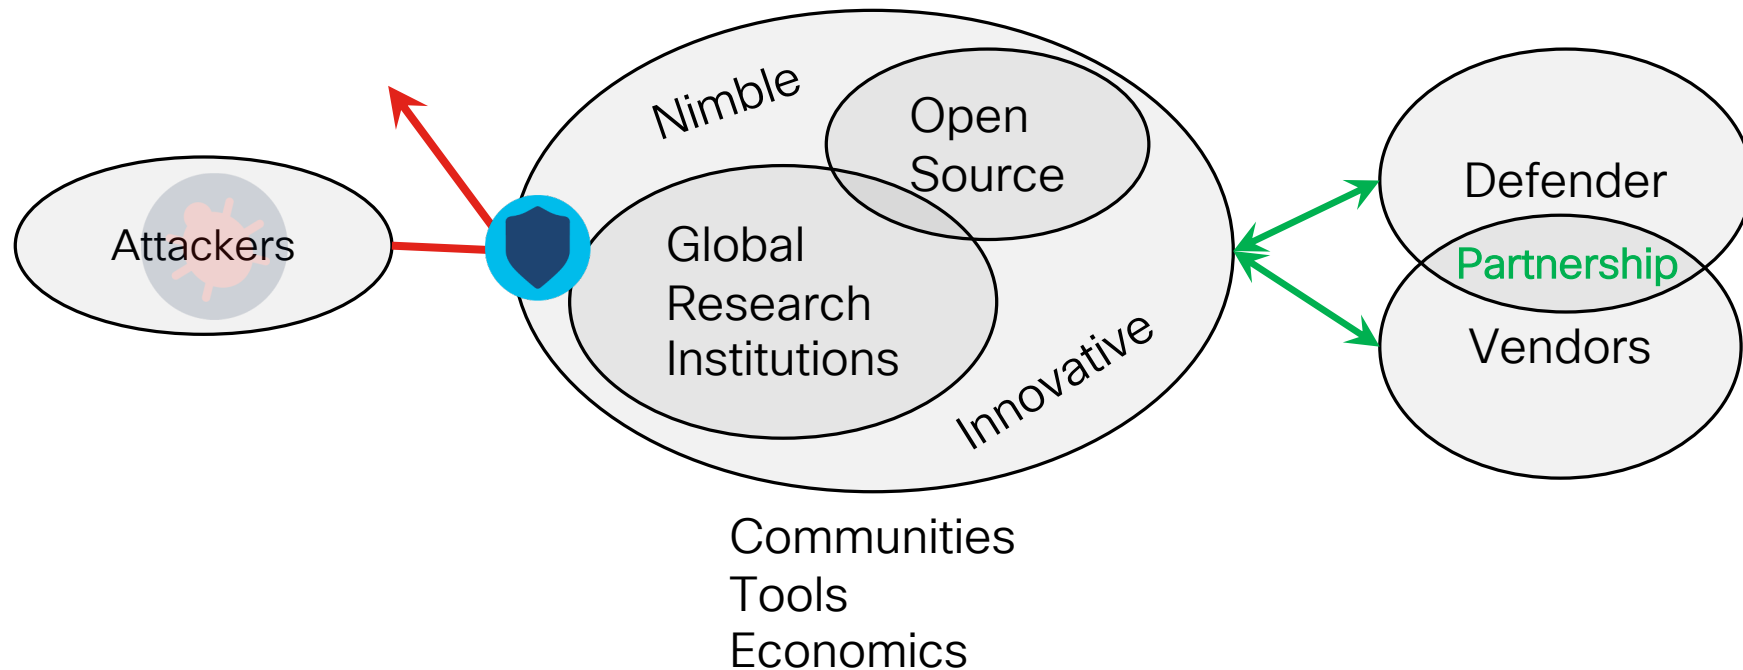 Attackers
Nimble
Open
Source
Global
Research
Institutions
Innovative
Defender
Partnership
Vendors
Communities
Tools
Economics